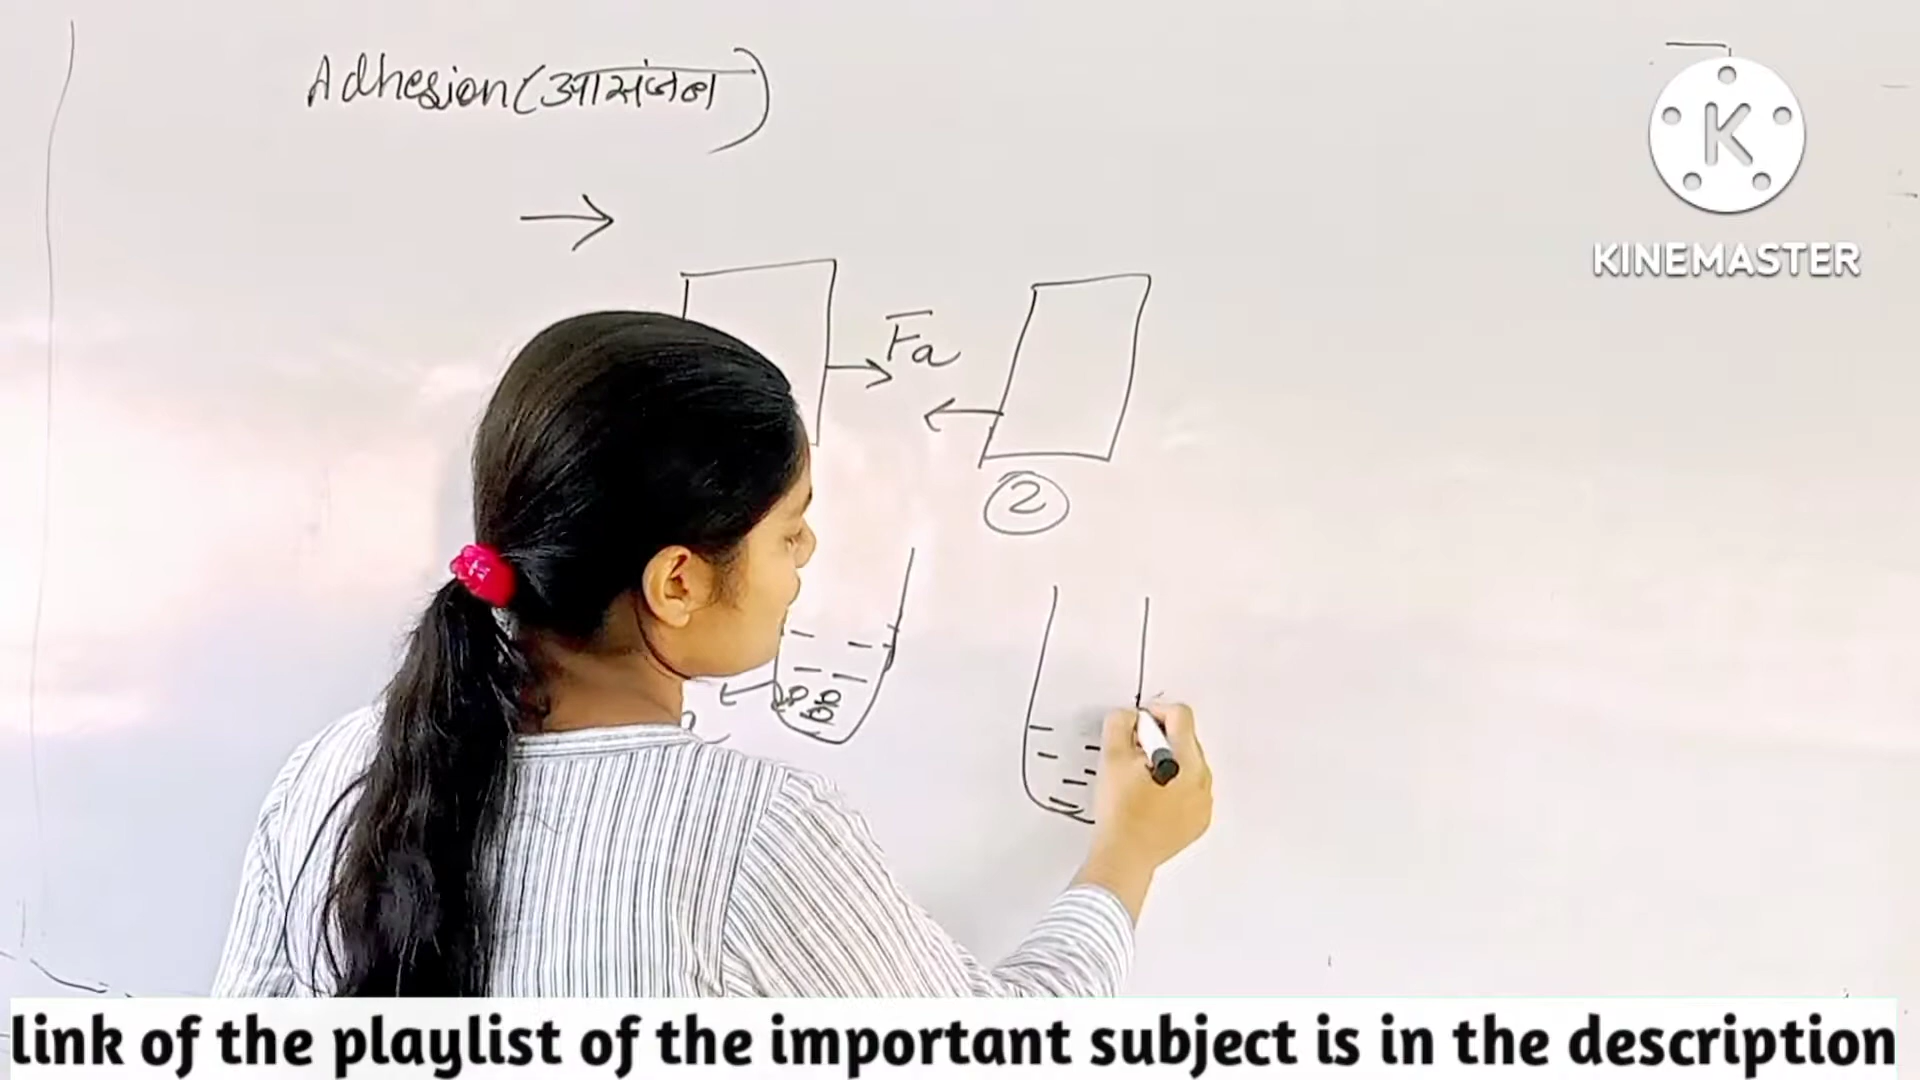 Adhesion (आसंजन)
K
KINEMASTER
Fa
2
link of the playlist of the important subject is in the description